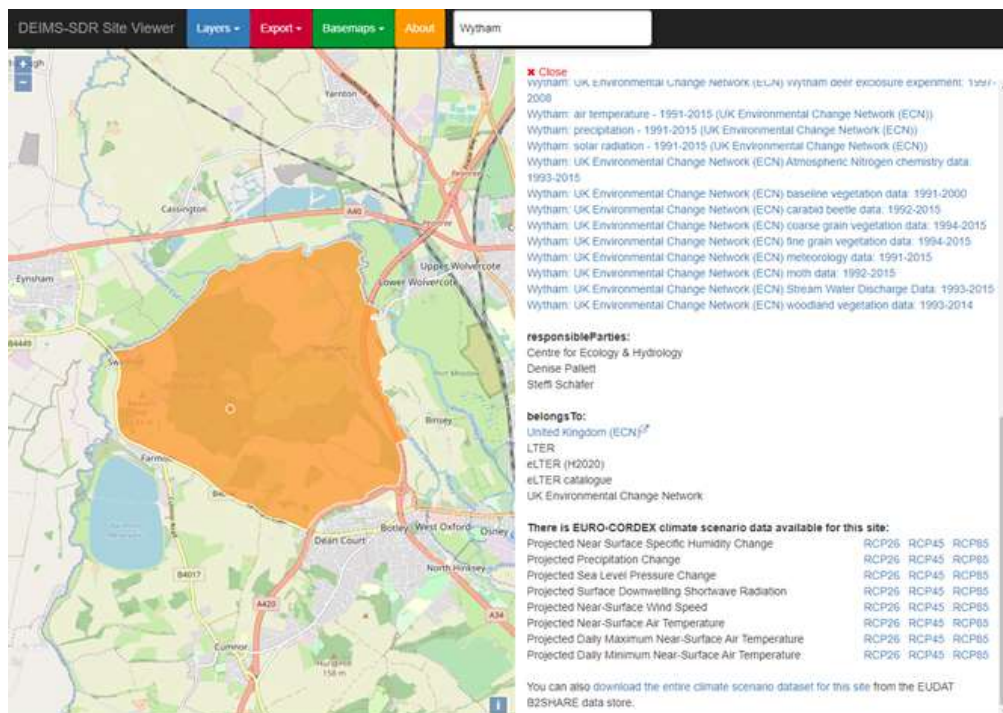 DEIMS-SDR Site Viewer
Layers
Export
Basemaps
About
Wytham
+
−
Yarnton
Cassington
A40
Eynsham
Upper Wolvercote
Lower Wolvercote
B4449
Binsey
Botley
West Oxford
Osney
Dean Court
North Hinksey
B4017
A420
A34
Cumnor
Hurst Hill
158 m
i
✖ Close
Wytham: UK Environmental Change Network (ECN) Wytham deer exclosure experiment: 1997-
2008
Wytham: air temperature - 1991-2015 (UK Environmental Change Network (ECN))
Wytham: precipitation - 1991-2015 (UK Environmental Change Network (ECN))
Wytham: solar radiation - 1991-2015 (UK Environmental Change Network (ECN))
Wytham: UK Environmental Change Network (ECN) Atmospheric Nitrogen chemistry data:
1993-2015
Wytham: UK Environmental Change Network (ECN) baseline vegetation data: 1991-2000
Wytham: UK Environmental Change Network (ECN) carabid beetle data: 1992-2015
Wytham: UK Environmental Change Network (ECN) coarse grain vegetation data: 1994-2015
Wytham: UK Environmental Change Network (ECN) fine grain vegetation data: 1994-2015
Wytham: UK Environmental Change Network (ECN) meteorology data: 1991-2015
Wytham: UK Environmental Change Network (ECN) moth data: 1992-2015
Wytham: UK Environmental Change Network (ECN) Stream Water Discharge Data: 1993-2015
Wytham: UK Environmental Change Network (ECN) woodland vegetation data: 1993-2014
responsibleParties:
Centre for Ecology & Hydrology
Denise Pallett
Steffi Schäfer
belongsTo:
United Kingdom (ECN)
LTER
eLTER (H2020)
eLTER catalogue
UK Environmental Change Network
There is EURO-CORDEX climate scenario data available for this site:
Projected Near Surface Specific Humidity Change RCP26 RCP45 RCP85
Projected Precipitation Change RCP26 RCP45 RCP85
Projected Sea Level Pressure Change RCP26 RCP45 RCP85
Projected Surface Downwelling Shortwave Radiation RCP26 RCP45 RCP85
Projected Near-Surface Wind Speed RCP26 RCP45 RCP85
Projected Near-Surface Air Temperature RCP26 RCP45 RCP85
Projected Daily Maximum Near-Surface Air Temperature RCP26 RCP45 RCP85
Projected Daily Minimum Near-Surface Air Temperature RCP26 RCP45 RCP85
You can also download the entire climate scenario dataset for this site from the EUDAT
B2SHARE data store.